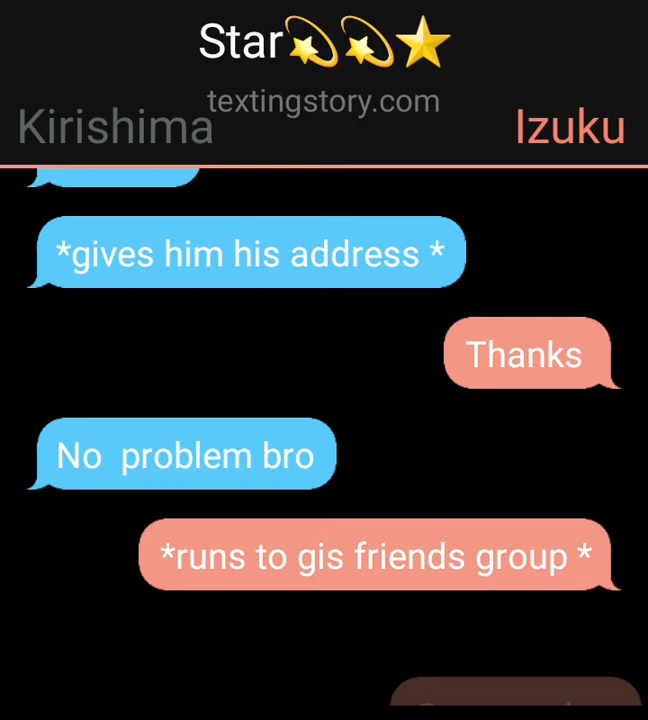 Star💫💫⭐
textingstory.com
Kirishima
Izuku
*gives him his address *
Thanks
No  problem bro
*runs to gis friends group *